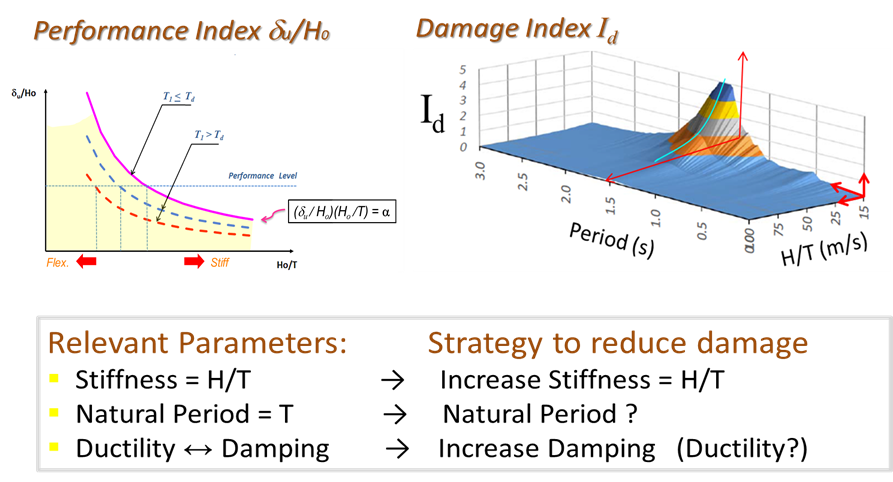 Performance Index δu/Ho
Damage Index Id
δu/Ho
T1 ≤ Td
T1 > Td
Performance Level
(δu / Ho)(Ho /T) = α
Flex.
Stiff
Ho/T
Id
5
4
3
2
1
0
3.0
2.5
2.0
1.5
1.0
0.5
0.00
75
50
25
15
Period (s)
H/T (m/s)
Relevant Parameters: Strategy to reduce damage
▪ Stiffness = H/T → Increase Stiffness = H/T
▪ Natural Period = T → Natural Period ?
▪ Ductility ↔ Damping → Increase Damping (Ductility?)